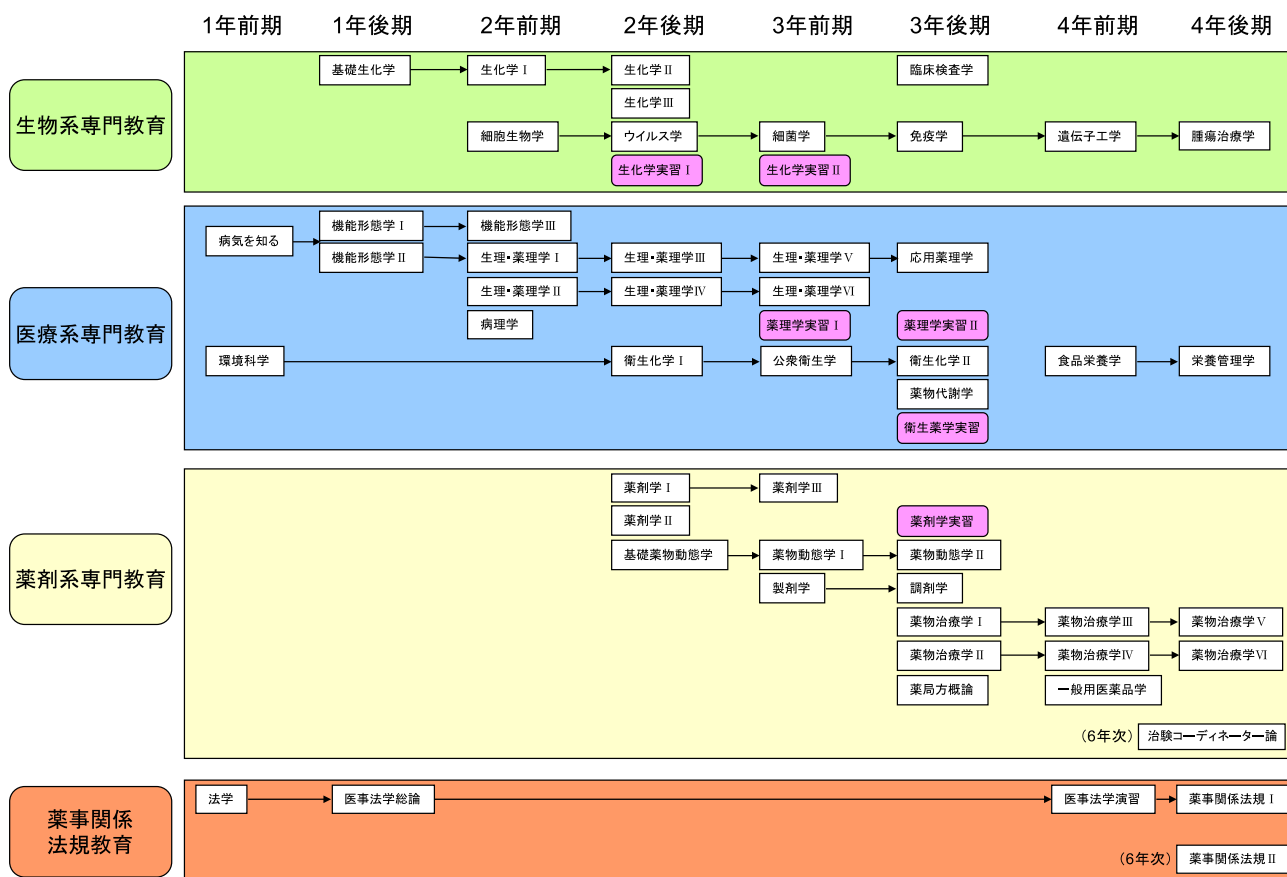 1年前期 1年後期 2年前期 2年後期 3年前期 3年後期 4年前期 4年後期
生物系専門教育
基礎生化学 生化学Ⅰ 生化学Ⅱ 臨床検査学
生化学Ⅲ
細胞生物学 ウイルス学 細菌学 免疫学 遺伝子工学 腫瘍治療学
生化学実習Ⅰ 生化学実習Ⅱ
医療系専門教育
病気を知る
機能形態学Ⅰ 機能形態学Ⅲ
機能形態学Ⅱ 生理・薬理学Ⅰ 生理・薬理学Ⅲ 生理・薬理学Ⅴ 応用薬理学
生理・薬理学Ⅱ 生理・薬理学Ⅳ 生理・薬理学Ⅵ
病理学 薬理学実習Ⅰ 薬理学実習Ⅱ
環境科学 衛生化学Ⅰ 公衆衛生学 衛生化学Ⅱ 食品栄養学 栄養管理学
薬物代謝学
衛生薬学実習
薬剤系専門教育
薬剤学Ⅰ 薬剤学Ⅲ
薬剤学Ⅱ 薬剤学実習
基礎薬物動態学 薬物動態学Ⅰ 薬物動態学Ⅱ
製剤学 調剤学
薬物治療学Ⅰ 薬物治療学Ⅲ 薬物治療学Ⅴ
薬物治療学Ⅱ 薬物治療学Ⅳ 薬物治療学Ⅵ
薬局方概論 一般用医薬品学
(6年次) 治験コーディネーター論
薬事関係
法規教育
法学 医事法学総論 医事法学演習 薬事関係法規Ⅰ
(6年次) 薬事関係法規Ⅱ